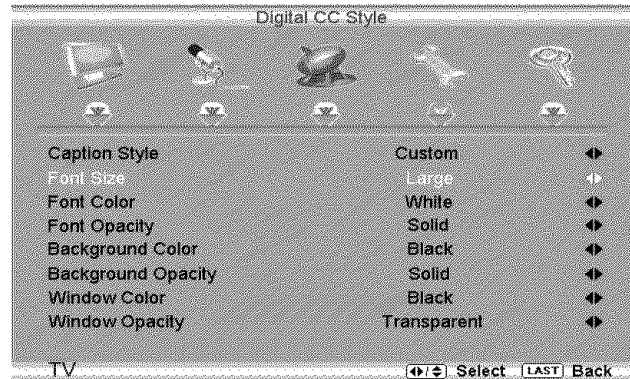 Digital CC Style
Caption Style Custom
Font Size Large
Font Color White
Font Opacity Solid
Background Color Black
Background Opacity Solid
Window Color Black
Window Opacity Transparent
TV Select LAST Back